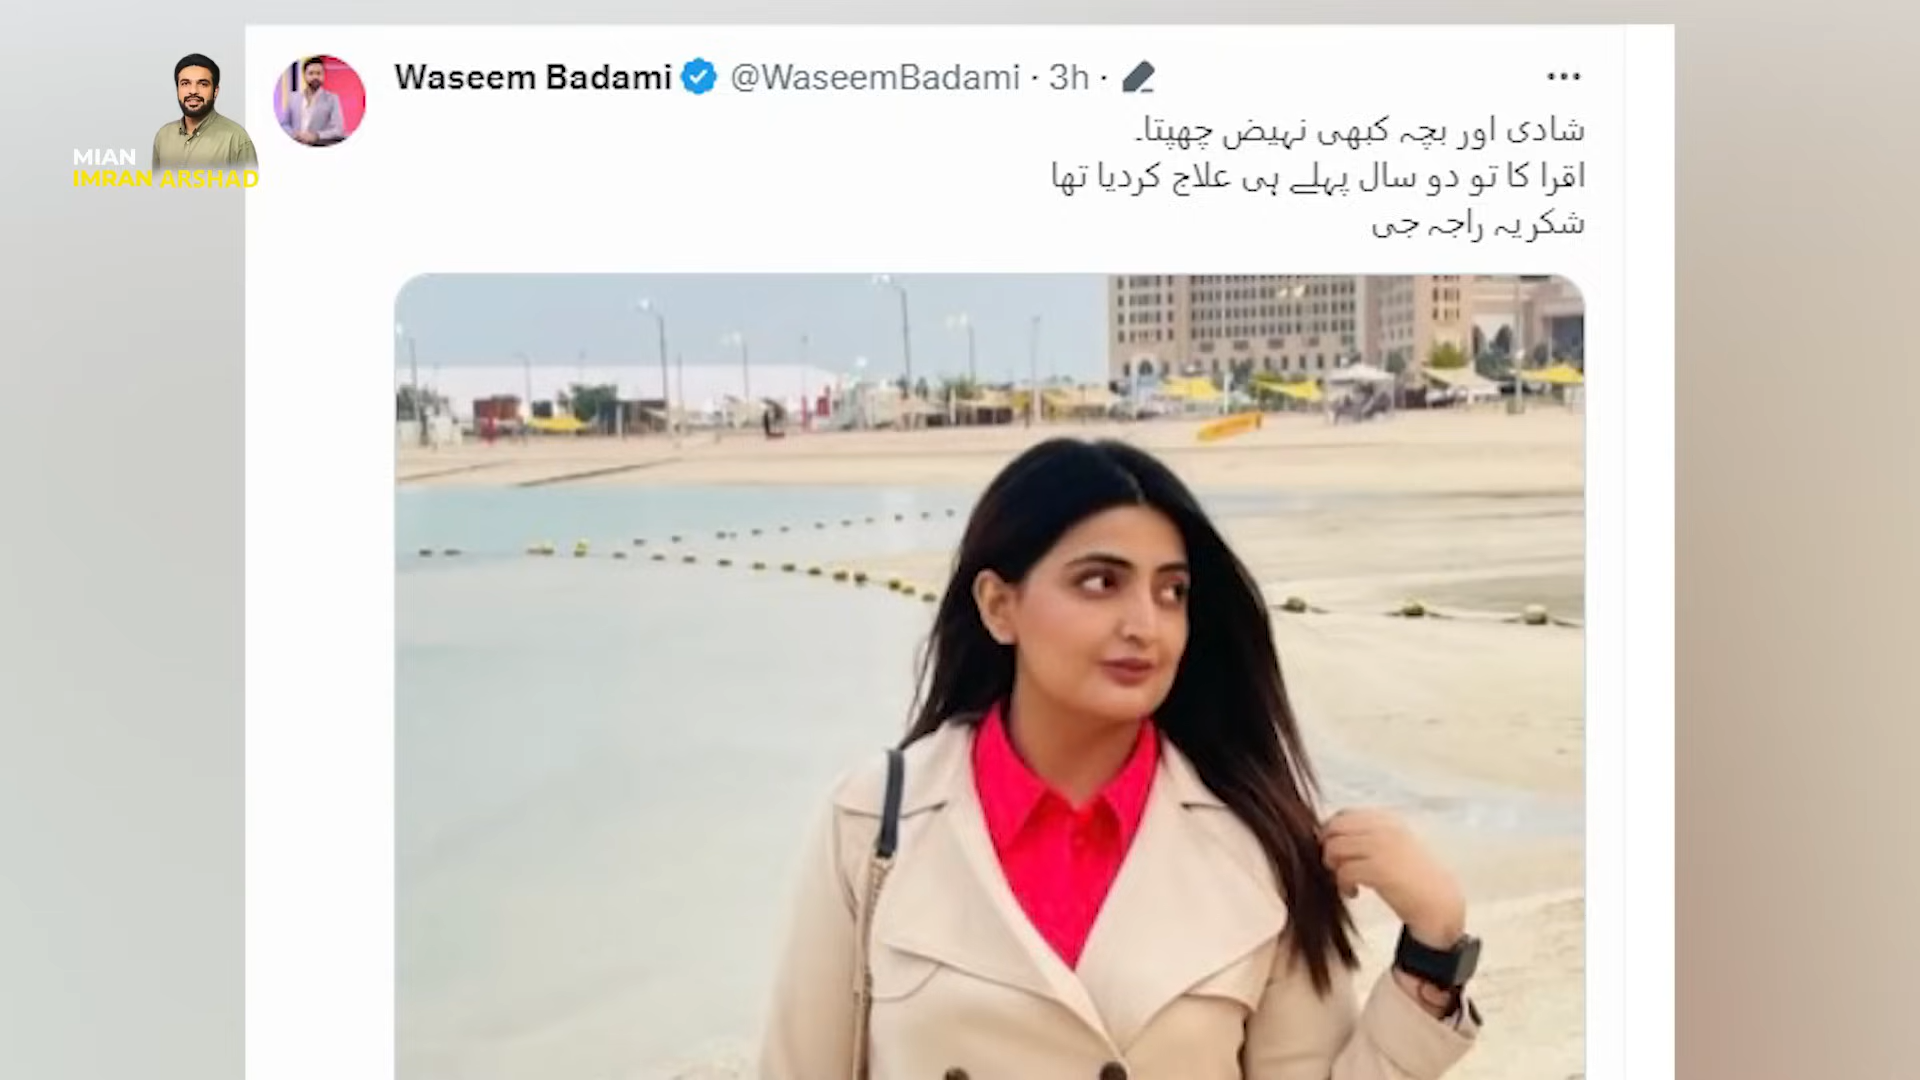 MIAN
IMRAN ARSHAD
Waseem Badami @WaseemBadami · 3h ·
شادی اور بچہ کبھی نہیض چھپتا۔
اقرا کا تو دو سال پہلے ہی علاج کردیا تھا
شکریہ راجہ جی